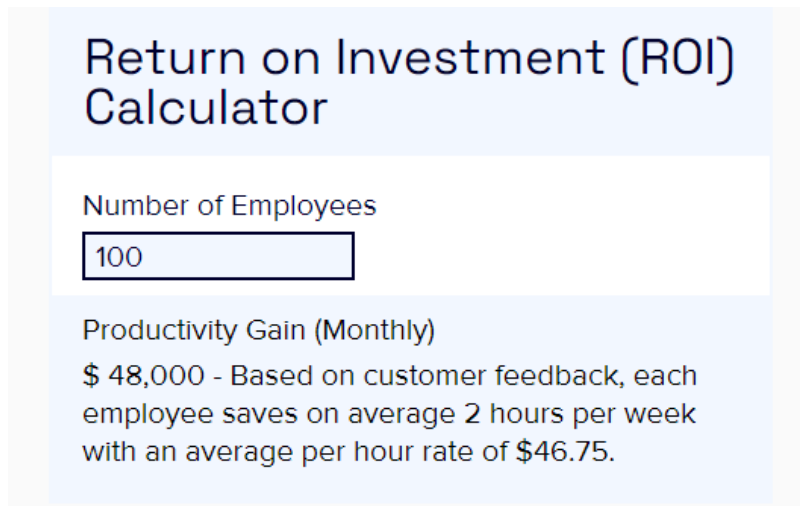 Return on Investment (ROI)
Calculator
Number of Employees
100
Productivity Gain (Monthly)
$ 48,000 - Based on customer feedback, each
employee saves on average 2 hours per week
with an average per hour rate of $46.75.